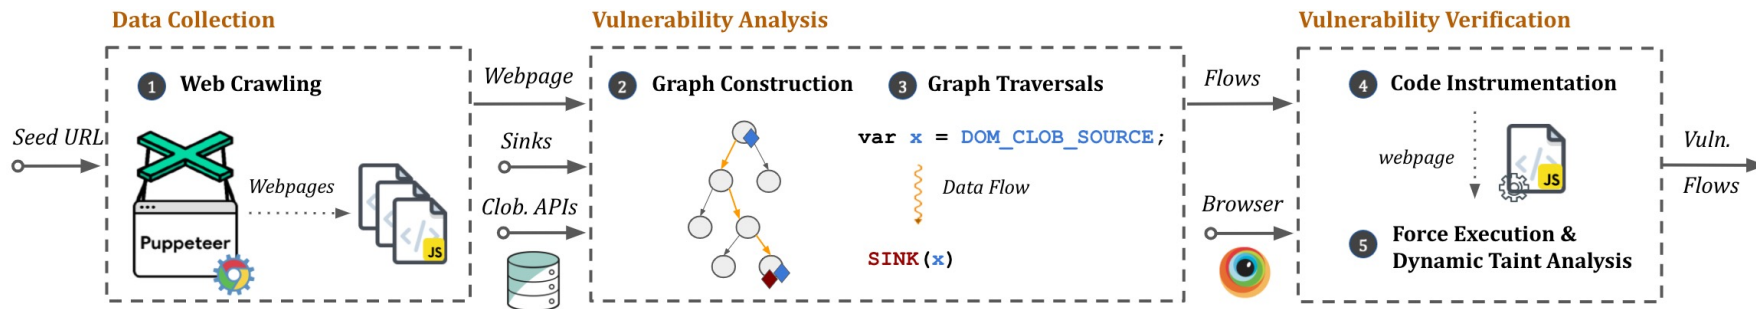 Data Collection
Vulnerability Analysis
Vulnerability Verification
Seed URL
1 Web Crawling
Webpages
Puppeteer
</>
JS
Webpage
Sinks
Clob. APIs
2 Graph Construction
3 Graph Traversals
var x = DOM_CLOB_SOURCE;
Data Flow
SINK(x)
Flows
Browser
4 Code Instrumentation
webpage
</>
JS
5 Force Execution &
Dynamic Taint Analysis
Vuln.
Flows